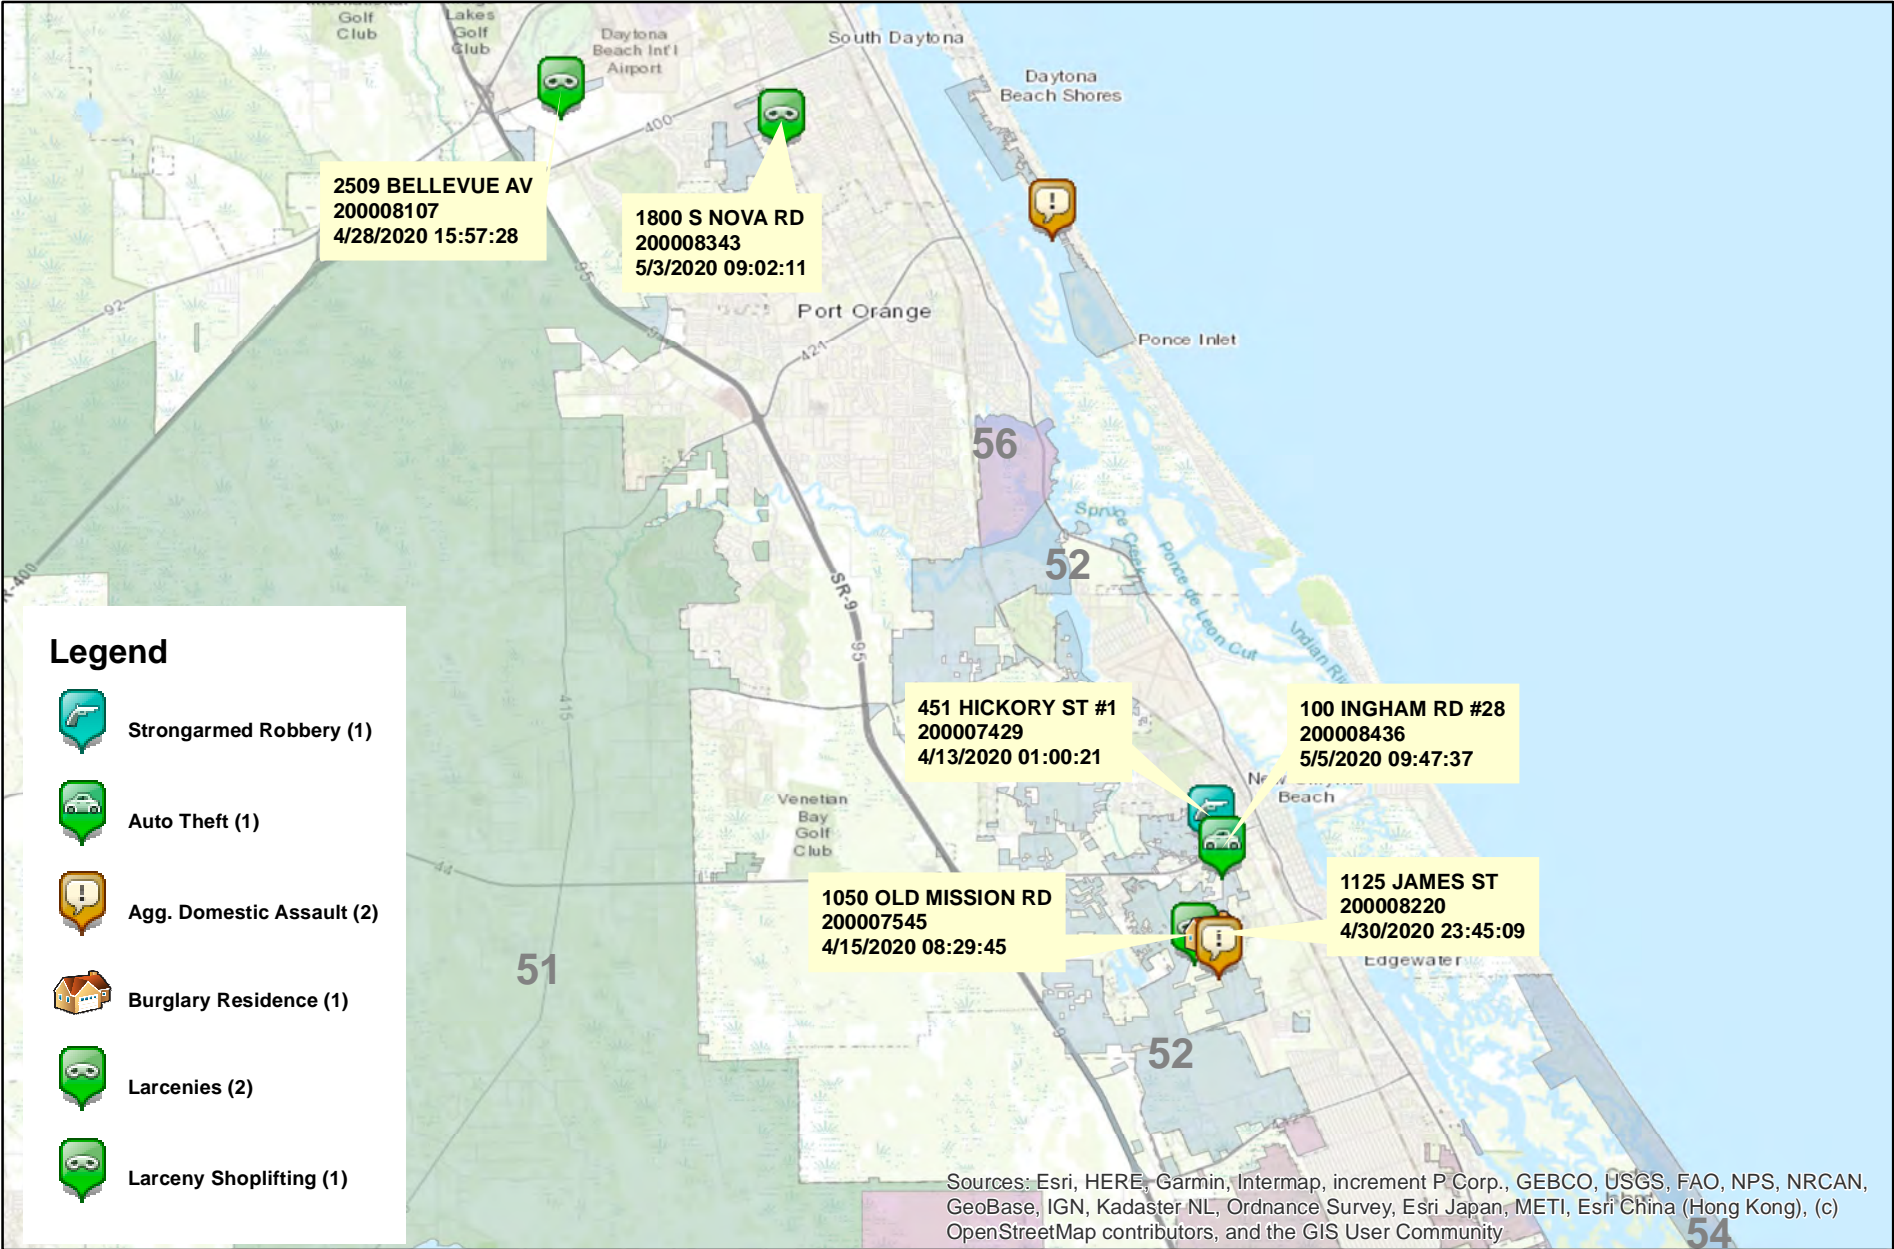 Golf
Club
Lakes
Golf
Club
Daytona
Beach Int'l
Airport
South Daytona
Daytona
Beach Shores
400
2509 BELLEVUE AV
200008107
4/28/2020 15:57:28
1800 S NOVA RD
200008343
5/3/2020 09:02:11
95
92
Port Orange
421
Ponce Inlet
56
Spruce Creek
52
Ponce de Leon Cut
SR-9
95
415
Legend
Strongarmed Robbery (1)
Auto Theft (1)
Agg. Domestic Assault (2)
Burglary Residence (1)
Larcenies (2)
Larceny Shoplifting (1)
451 HICKORY ST #1
200007429
4/13/2020 01:00:21
100 INGHAM RD #28
200008436
5/5/2020 09:47:37
Beach
Venetian
Bay
Golf
Club
44
1050 OLD MISSION RD
200007545
4/15/2020 08:29:45
1125 JAMES ST
200008220
4/30/2020 23:45:09
Edgewater
51
52
442
Sources: Esri, HERE, Garmin, Intermap, increment P Corp., GEBCO, USGS, FAO, NPS, NRCAN,
GeoBase, IGN, Kadaster NL, Ordnance Survey, Esri Japan, METI, Esri China (Hong Kong), (c)
OpenStreetMap contributors, and the GIS User Community
54